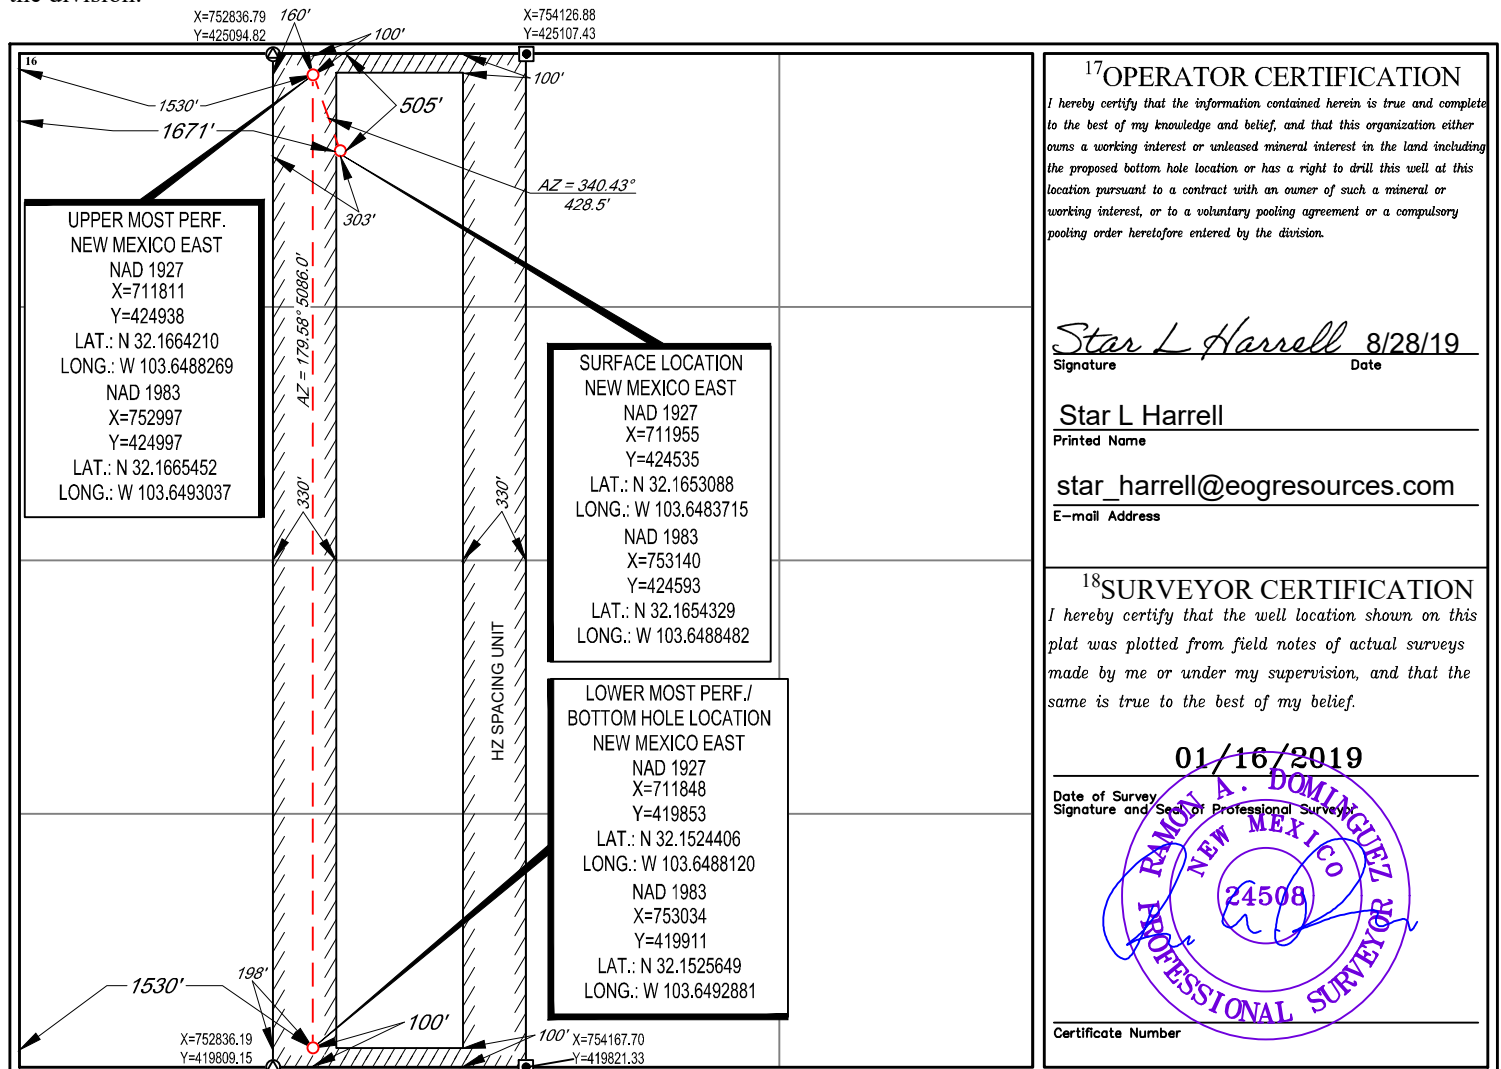 the division.
X=752836.79
Y=425094.82
160'
100'
X=754126.88
Y=425107.43
16
1530'
1671'
505'
100'
AZ = 340.43°
428.5'
303'
UPPER MOST PERF.
NEW MEXICO EAST
NAD 1927
X=711811
Y=424938
LAT.: N 32.1664210
LONG.: W 103.6488269
NAD 1983
X=752997
Y=424997
LAT.: N 32.1665452
LONG.: W 103.6493037
AZ = 179.58° 5086.0'
330'
330'
HZ SPACING UNIT
SURFACE LOCATION
NEW MEXICO EAST
NAD 1927
X=711955
Y=424535
LAT.: N 32.1653088
LONG.: W 103.6483715
NAD 1983
X=753140
Y=424593
LAT.: N 32.1654329
LONG.: W 103.6488482
LOWER MOST PERF./
BOTTOM HOLE LOCATION
NEW MEXICO EAST
NAD 1927
X=711848
Y=419853
LAT.: N 32.1524406
LONG.: W 103.6488120
NAD 1983
X=753034
Y=419911
LAT.: N 32.1525649
LONG.: W 103.6492881
1530'
198'
100'
100'
X=752836.19
Y=419809.15
X=754167.70
Y=419821.33
17OPERATOR CERTIFICATION
I hereby certify that the information contained herein is true and complete
to the best of my knowledge and belief, and that this organization either
owns a working interest or unleased mineral interest in the land including
the proposed bottom hole location or has a right to drill this well at this
location pursuant to a contract with an owner of such a mineral or
working interest, or to a voluntary pooling agreement or a compulsory
pooling order heretofore entered by the division.
Star L Harrell 8/28/19
Signature Date
Star L Harrell
Printed Name
star_harrell@eogresources.com
E-mail Address
18SURVEYOR CERTIFICATION
I hereby certify that the well location shown on this
plat was plotted from field notes of actual surveys
made by me or under my supervision, and that the
same is true to the best of my belief.
01/16/2019
Date of Survey
Signature and Seal of Professional Surveyor
RAMON A. DOMINGUEZ
NEW MEXICO
24508
PROFESSIONAL SURVEYOR
Certificate Number